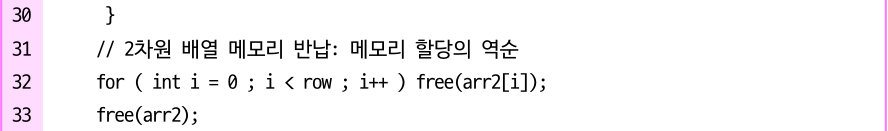 30 }
31 // 2차원 배열 메모리 반납: 메모리 할당의 역순
32 for ( int i = 0 ; i < row ; i++ ) free(arr2[i]);
33 free(arr2);